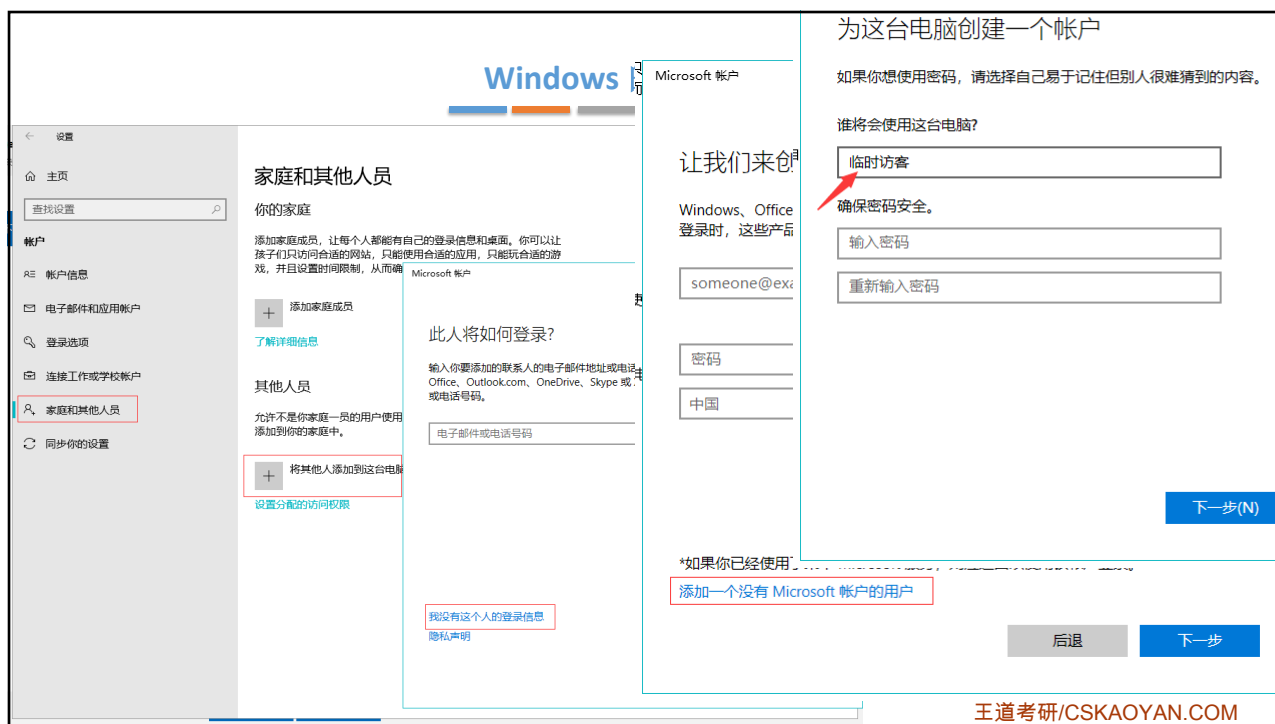 Windows
设置
主页
查找设置
帐户
帐户信息
电子邮件和应用帐户
登录选项
连接工作或学校帐户
家庭和其他人员
同步你的设置
家庭和其他人员
你的家庭
添加家庭成员，让每个人都能有自己的登录信息和桌面。你可以让
孩子们只访问合适的网站，只能使用合适的应用，只能玩合适的游
戏，并且设置时间限制，从而确
添加家庭成员
了解详细信息
其他人员
允许不是你家庭一员的用户使用
添加到你的家庭中。
将其他人添加到这台电脑
设置分配的访问权限
Microsoft 帐户
此人将如何登录?
输入你要添加的联系人的电子邮件地址或电话
Office、Outlook.com、OneDrive、Skype 或
或电话号码。
电子邮件或电话号码
我没有这个人的登录信息
隐私声明
Microsoft 帐户
让我们来创
Windows、Office
登录时，这些产品
someone@exa
密码
中国
*如果你已经使用
添加一个没有 Microsoft 帐户的用户
后退
下一步
为这台电脑创建一个帐户
如果你想使用密码，请选择自己易于记住但别人很难猜到的内容。
谁将会使用这台电脑?
临时访客
确保密码安全。
输入密码
重新输入密码
下一步(N)
王道考研/CSKAOYAN.COM